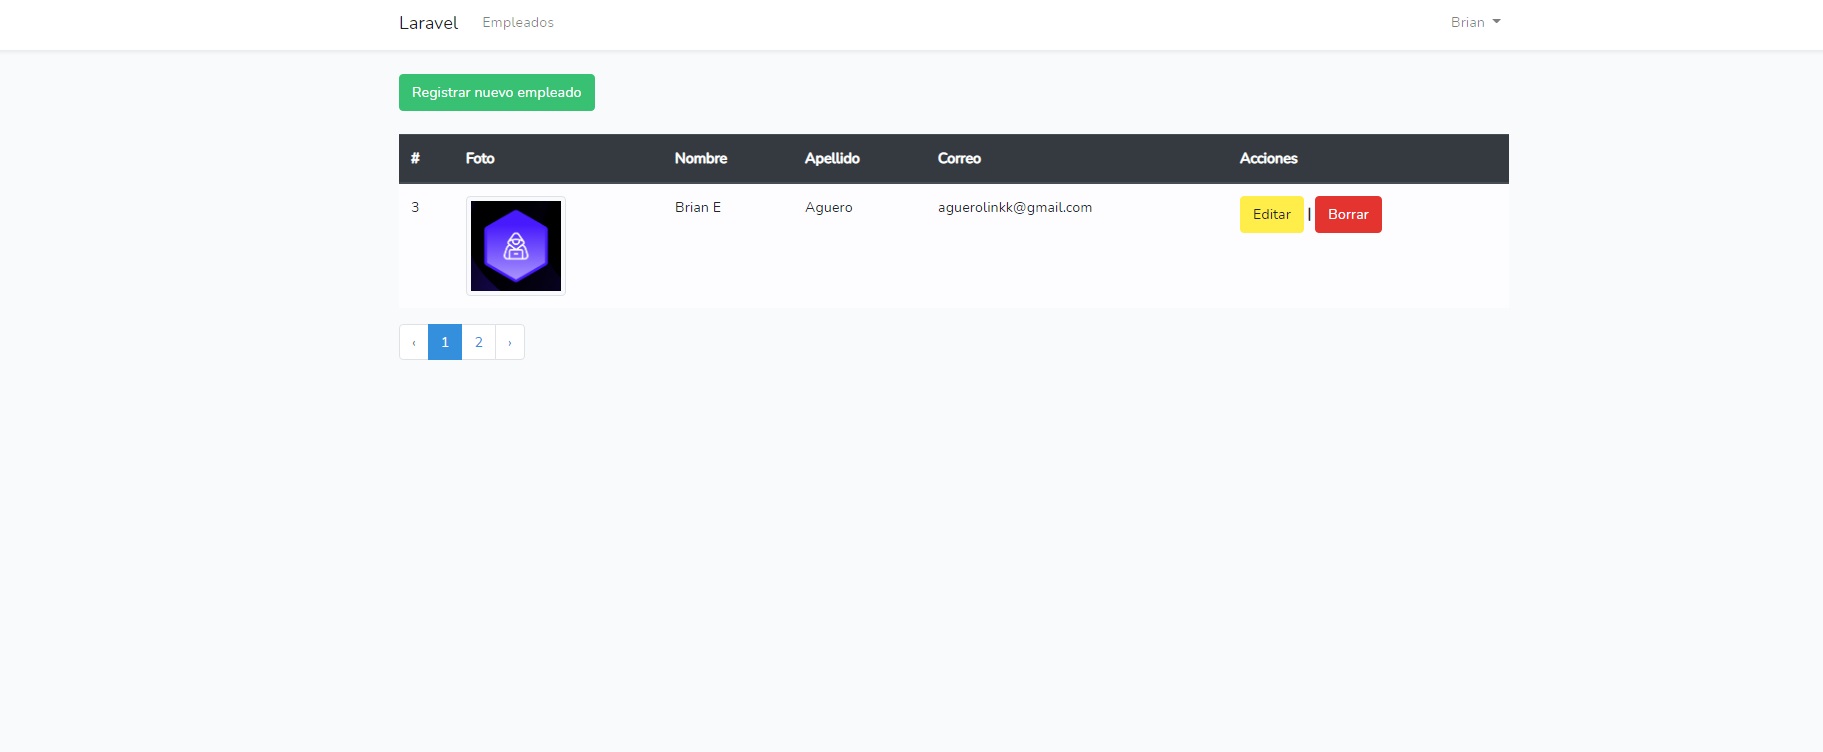 Laravel Empleados Brian
Registrar nuevo empleado
# Foto Nombre Apellido Correo Acciones
3 Brian E Aguero aguerolinkk@gmail.com Editar | Borrar
‹ 1 2 ›